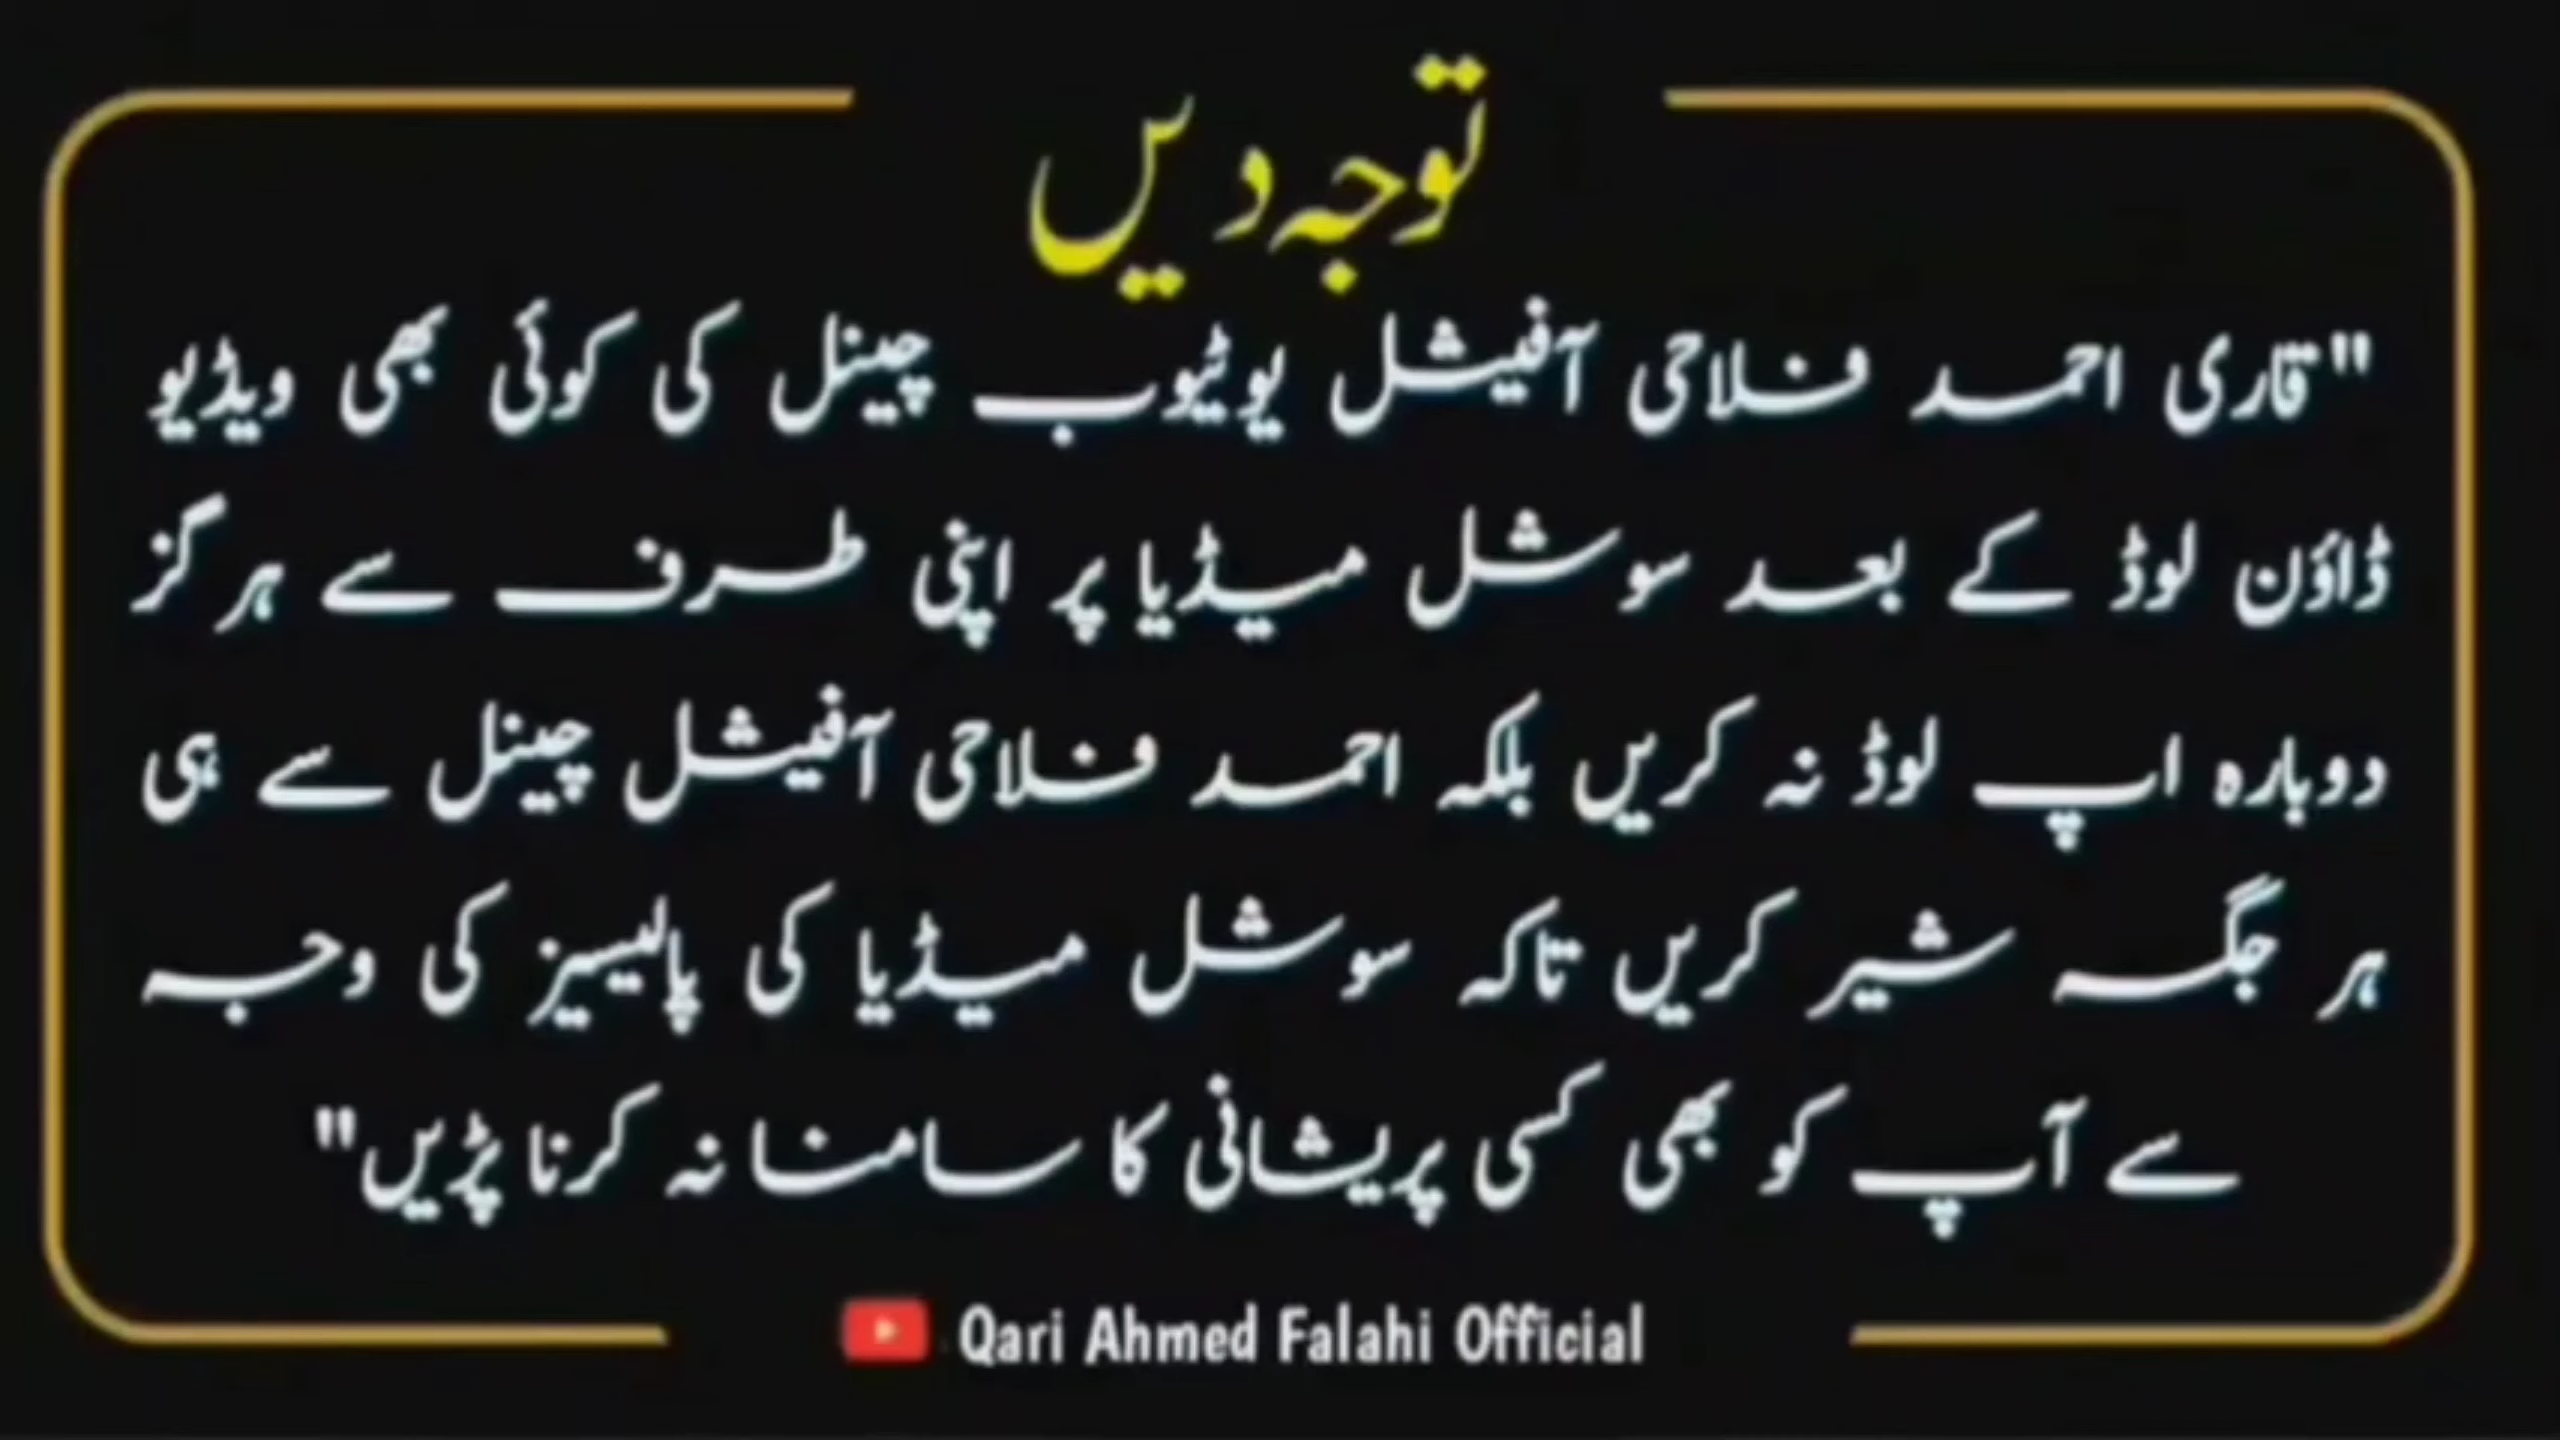 توجہ دیں
"قاری احمد فلاحی آفیشل یوٹیوب چینل کی کوئی بھی ویڈیو
ڈاؤن لوڈ کے بعد سوشل میڈیا پر اپنی طرف سے ہرگز
دوبارہ اپ لوڈ نہ کریں بلکہ احمد فلاحی آفیشل چینل سے ہی
ہر جگہ شیر کریں تاکہ سوشل میڈیا کی پالیسیز کی وجہ
سے آپ کو بھی کسی پریشانی کا سامنا نہ کرنا پڑیں"
Qari Ahmed Falahi Official